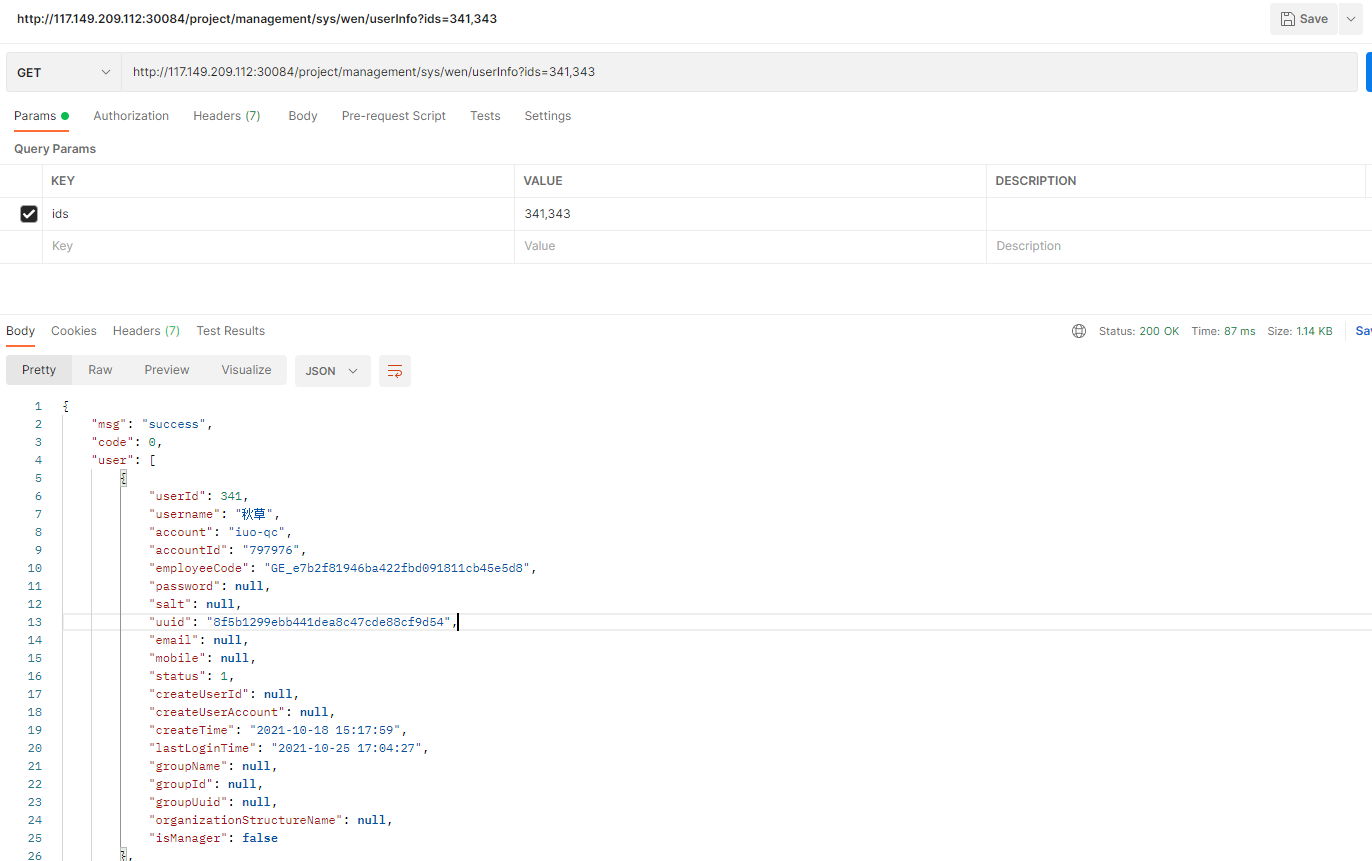 http://117.149.209.112:30084/project/management/sys/wen/userInfo?ids=341,343
Save
GET
http://117.149.209.112:30084/project/management/sys/wen/userInfo?ids=341,343
Params Authorization Headers (7) Body Pre-request Script Tests Settings
Query Params
KEY VALUE DESCRIPTION
ids 341,343
Key Value Description
Body Cookies Headers (7) Test Results Status: 200 OK Time: 87 ms Size: 1.14 KB Sav
Pretty Raw Preview Visualize JSON
1 {
2 "msg": "success",
3 "code": 0,
4 "user": [
5 {
6 "userId": 341,
7 "username": "秋草",
8 "account": "iuo-qc",
9 "accountId": "797976",
10 "employeeCode": "GE_e7b2f81946ba422fbd091811cb45e5d8",
11 "password": null,
12 "salt": null,
13 "uuid": "8f5b1299ebb441dea8c47cde88cf9d54",
14 "email": null,
15 "mobile": null,
16 "status": 1,
17 "createUserId": null,
18 "createUserAccount": null,
19 "createTime": "2021-10-18 15:17:59",
20 "lastLoginTime": "2021-10-25 17:04:27",
21 "groupName": null,
22 "groupId": null,
23 "groupUuid": null,
24 "organizationStructureName": null,
25 "isManager": false
26 },